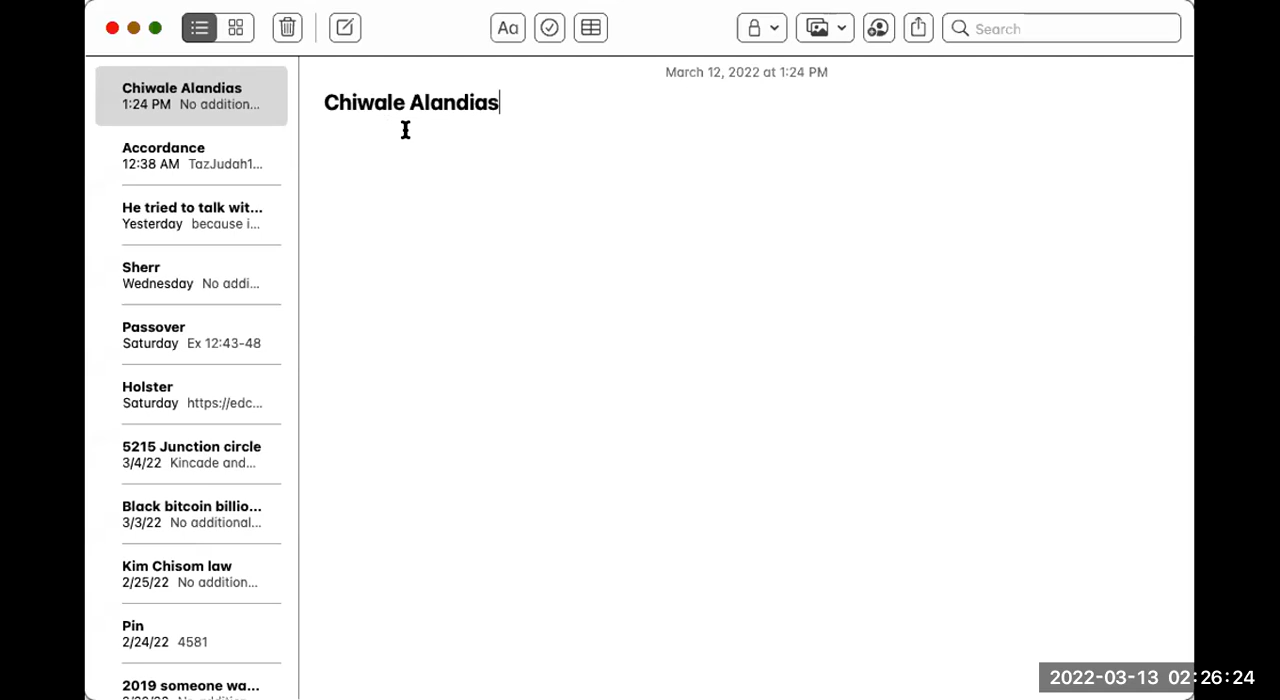 Aa
Search
March 12, 2022 at 1:24 PM
Chiwale Alandias
Chiwale Alandias
1:24 PM No addition...
Accordance
12:38 AM TazJudah1...
He tried to talk wit...
Yesterday because i...
Sherr
Wednesday No addi...
Passover
Saturday Ex 12:43-48
Holster
Saturday https://edc...
5215 Junction circle
3/4/22 Kincade and...
Black bitcoin billio...
3/3/22 No additional...
Kim Chisom law
2/25/22 No addition...
Pin
2/24/22 4581
2019 someone wa...
2022-03-13 02:26:24